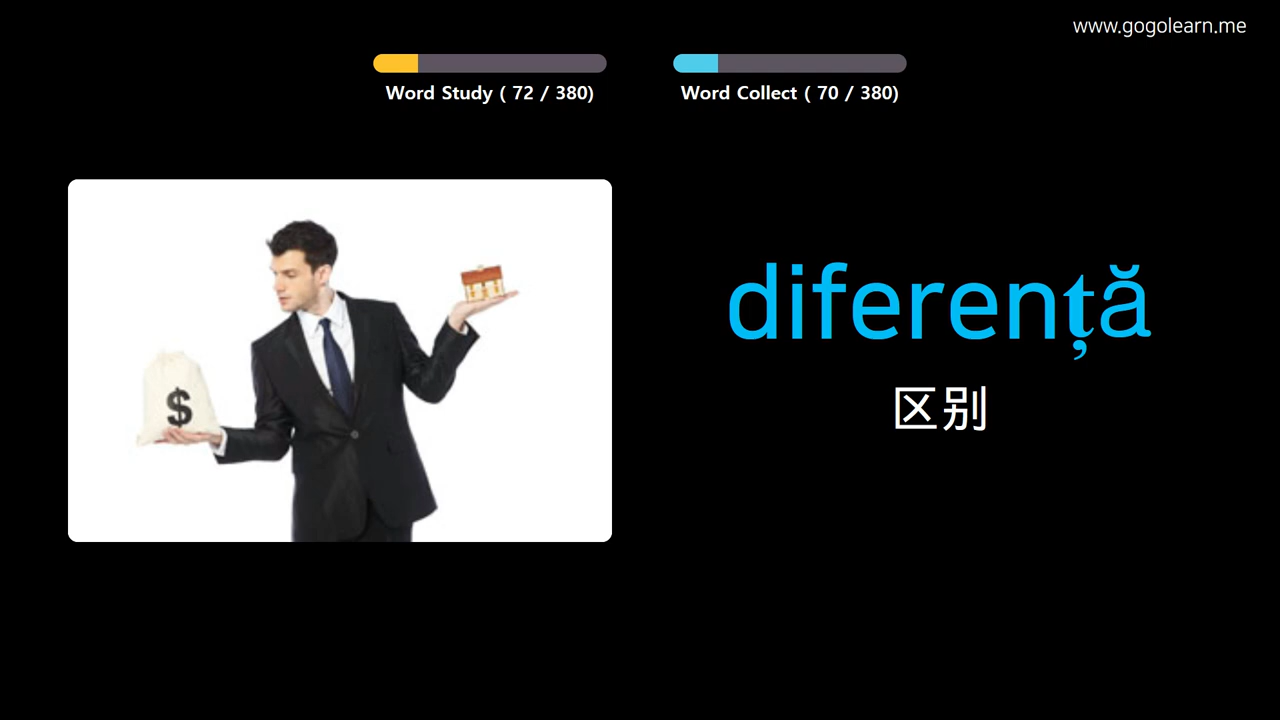 www.gogolearn.me
Word Study ( 72 / 380)
Word Collect ( 70 / 380)
$
diferență
区别